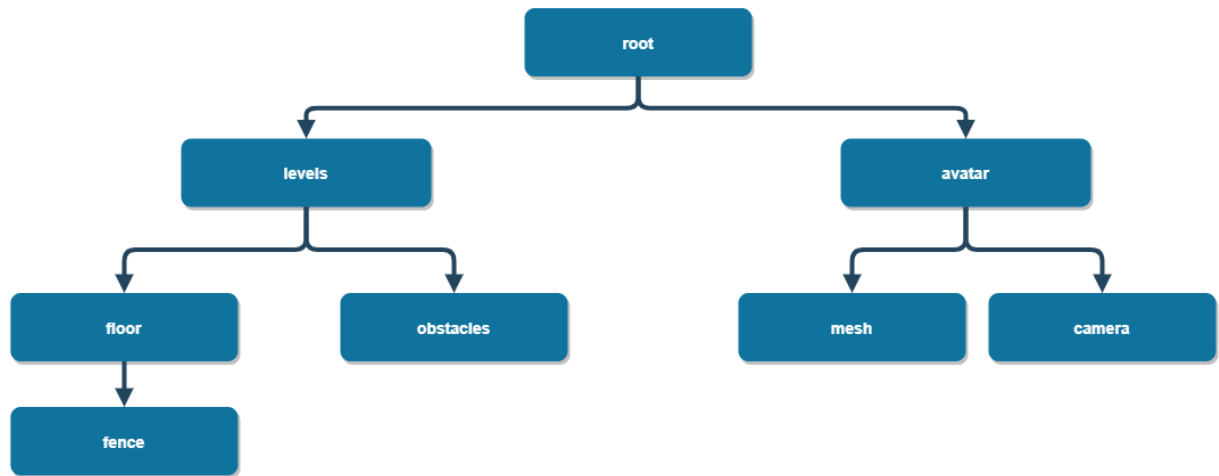 root
levels
avatar
floor
obstacles
mesh
camera
fence